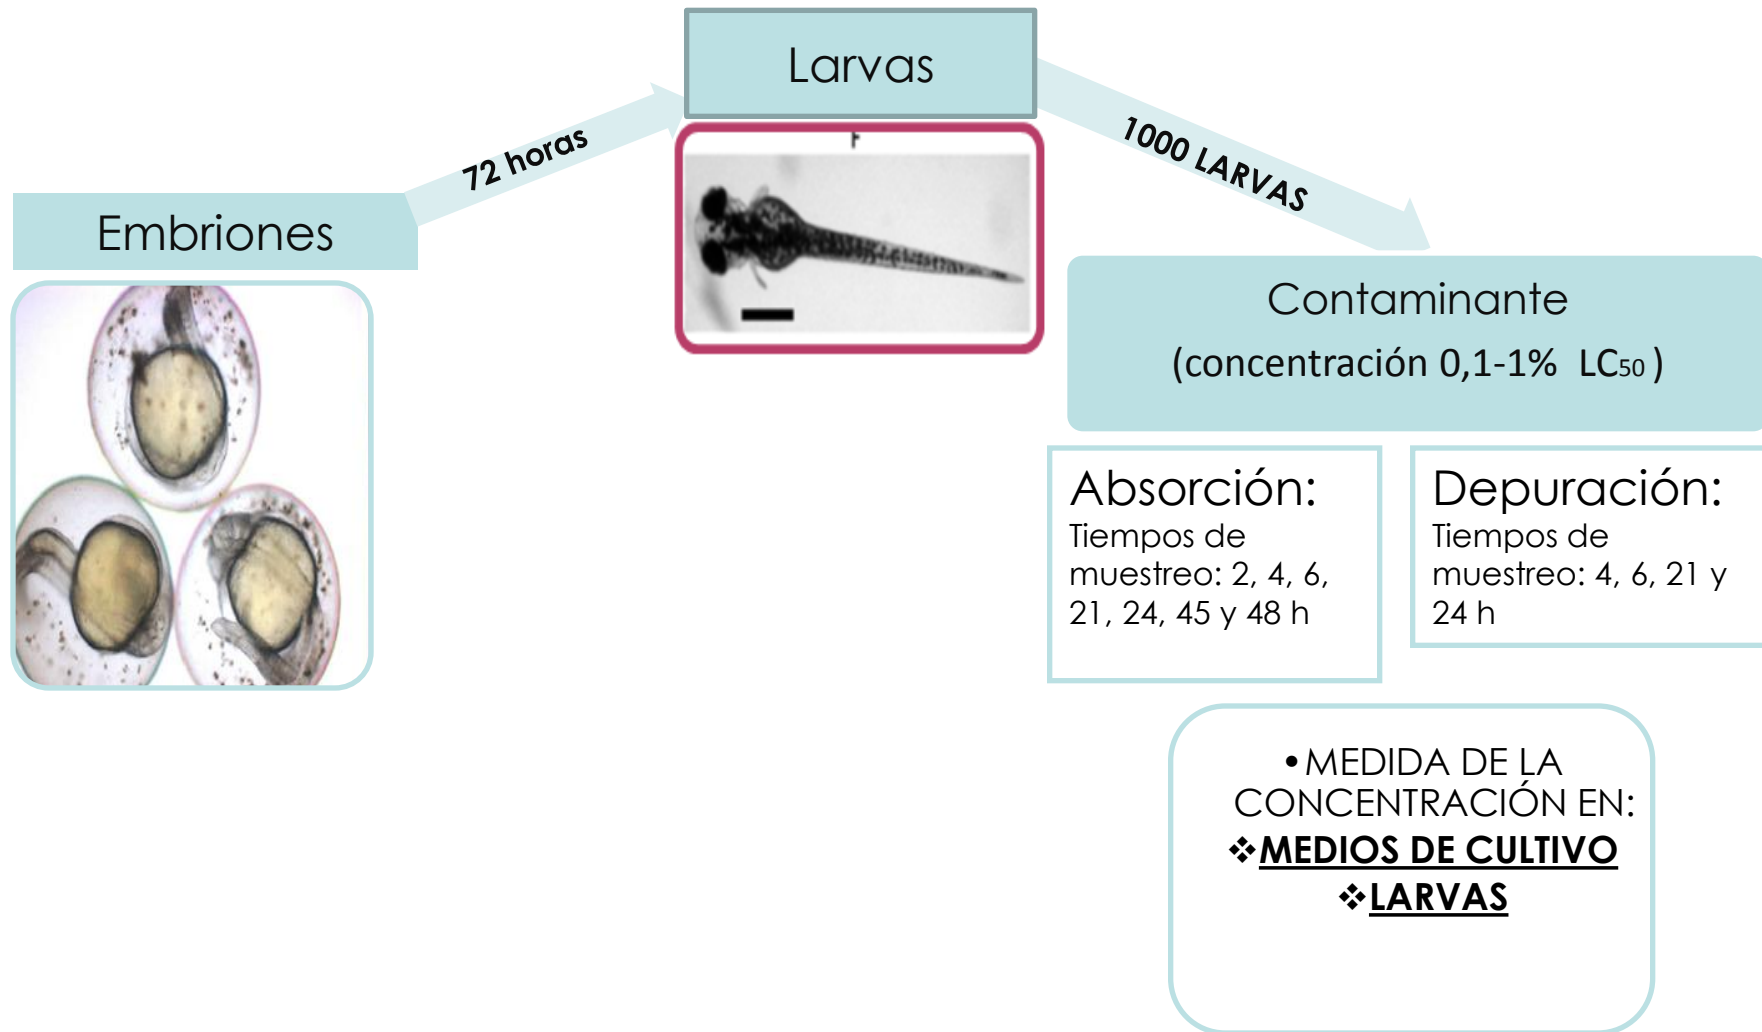 Larvas
72 horas
1000 LARVAS
Embriones
Contaminante
(concentración 0,1-1%  LC50 )
Absorción:
Tiempos de
muestreo: 2, 4, 6,
21, 24, 45 y 48 h
Depuración:
Tiempos de
muestreo: 4, 6, 21 y
24 h
•MEDIDA DE LA
CONCENTRACIÓN EN:
❖MEDIOS DE CULTIVO
❖LARVAS